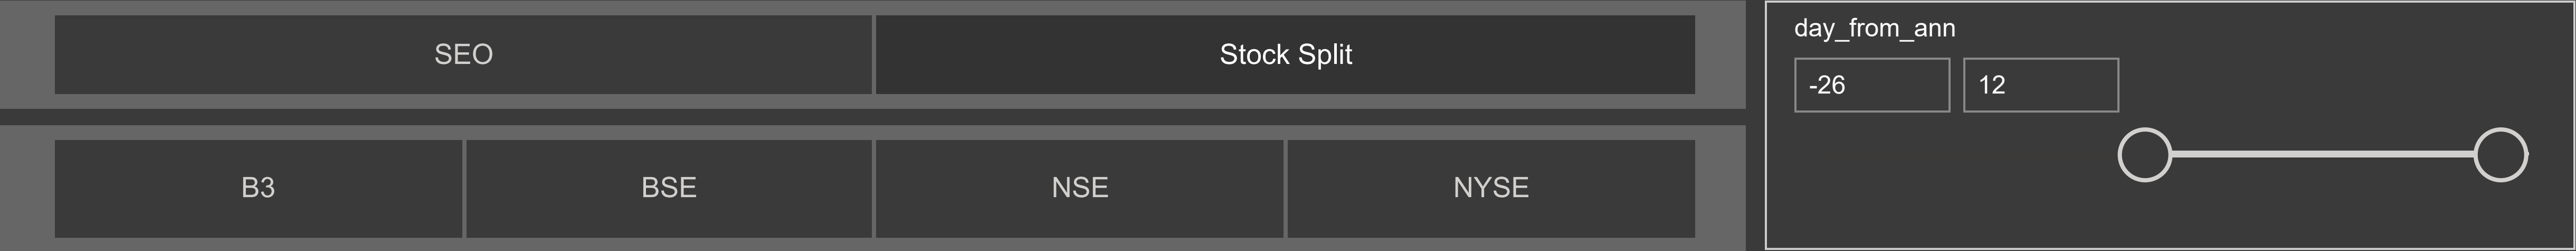 SEO
Stock Split
B3
BSE
NSE
NYSE
day_from_ann
-26
12